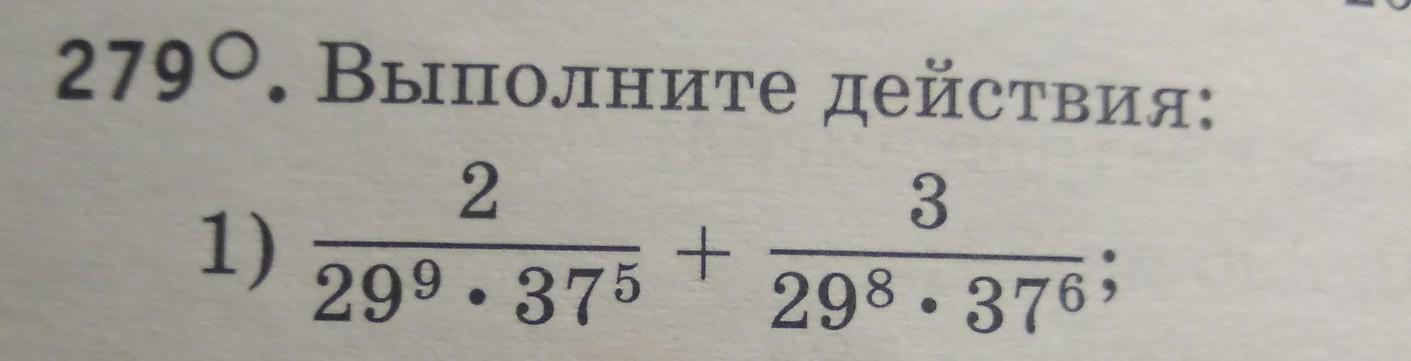 279°. Выполните действия:
1) 2/(29⁹ · 37⁵) + 3/(29⁸ · 37⁶);